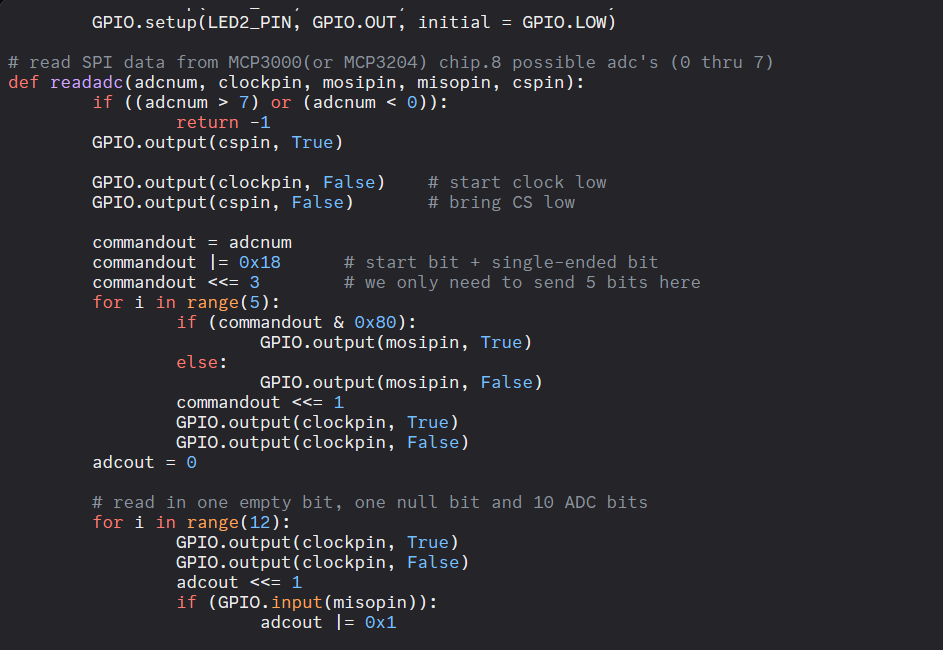 GPIO.setup(LED2_PIN, GPIO.OUT, initial = GPIO.LOW)
# read SPI data from MCP3000(or MCP3204) chip.8 possible adc's (0 thru 7)
def readadc(adcnum, clockpin, mosipin, misopin, cspin):
if ((adcnum > 7) or (adcnum < 0)):
return -1
GPIO.output(cspin, True)
GPIO.output(clockpin, False)    # start clock low
GPIO.output(cspin, False)       # bring CS low
commandout = adcnum
commandout |= 0x18      # start bit + single-ended bit
commandout <<= 3        # we only need to send 5 bits here
for i in range(5):
if (commandout & 0x80):
GPIO.output(mosipin, True)
else:
GPIO.output(mosipin, False)
commandout <<= 1
GPIO.output(clockpin, True)
GPIO.output(clockpin, False)
adcout = 0
# read in one empty bit, one null bit and 10 ADC bits
for i in range(12):
GPIO.output(clockpin, True)
GPIO.output(clockpin, False)
adcout <<= 1
if (GPIO.input(misopin)):
adcout |= 0x1